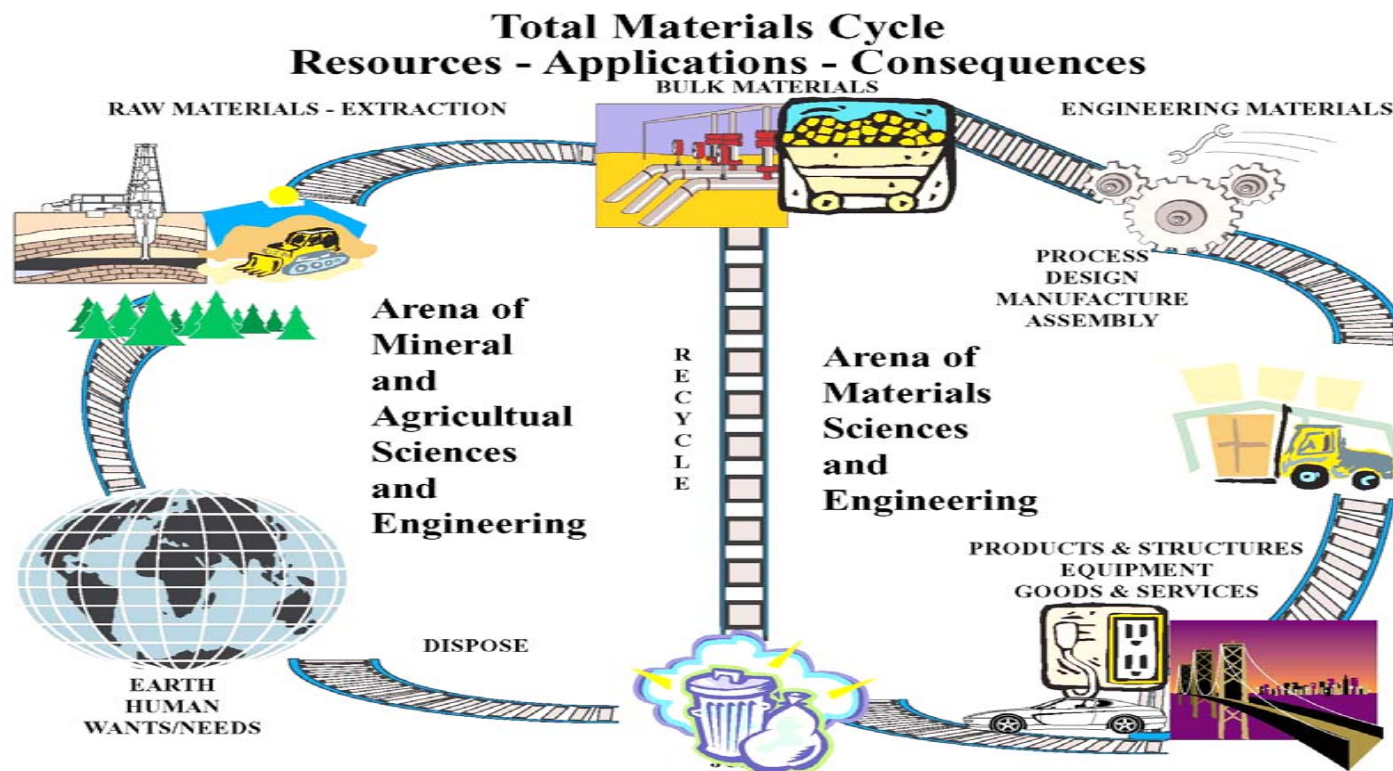 Total Materials Cycle
Resources - Applications - Consequences
RAW MATERIALS - EXTRACTION
BULK MATERIALS
ENGINEERING MATERIALS
PROCESS
DESIGN
MANUFACTURE
ASSEMBLY
Arena of
Mineral
and
Agricultual
Sciences
and
Engineering
R
E
C
Y
C
L
E
Arena of
Materials
Sciences
and
Engineering
PRODUCTS & STRUCTURES
EQUIPMENT
GOODS & SERVICES
DISPOSE
EARTH
HUMAN
WANTS/NEEDS